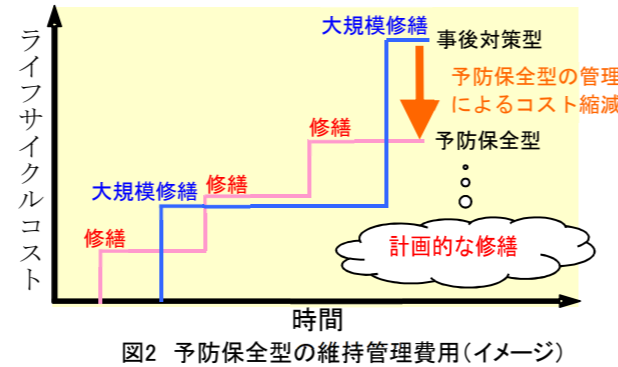 ライフサイクルコスト
大規模修繕
事後対策型
予防保全型の管理
によるコスト縮減
修繕
予防保全型
大規模修繕
修繕
修繕
計画的な修繕
時間
図2 予防保全型の維持管理費用(イメージ)